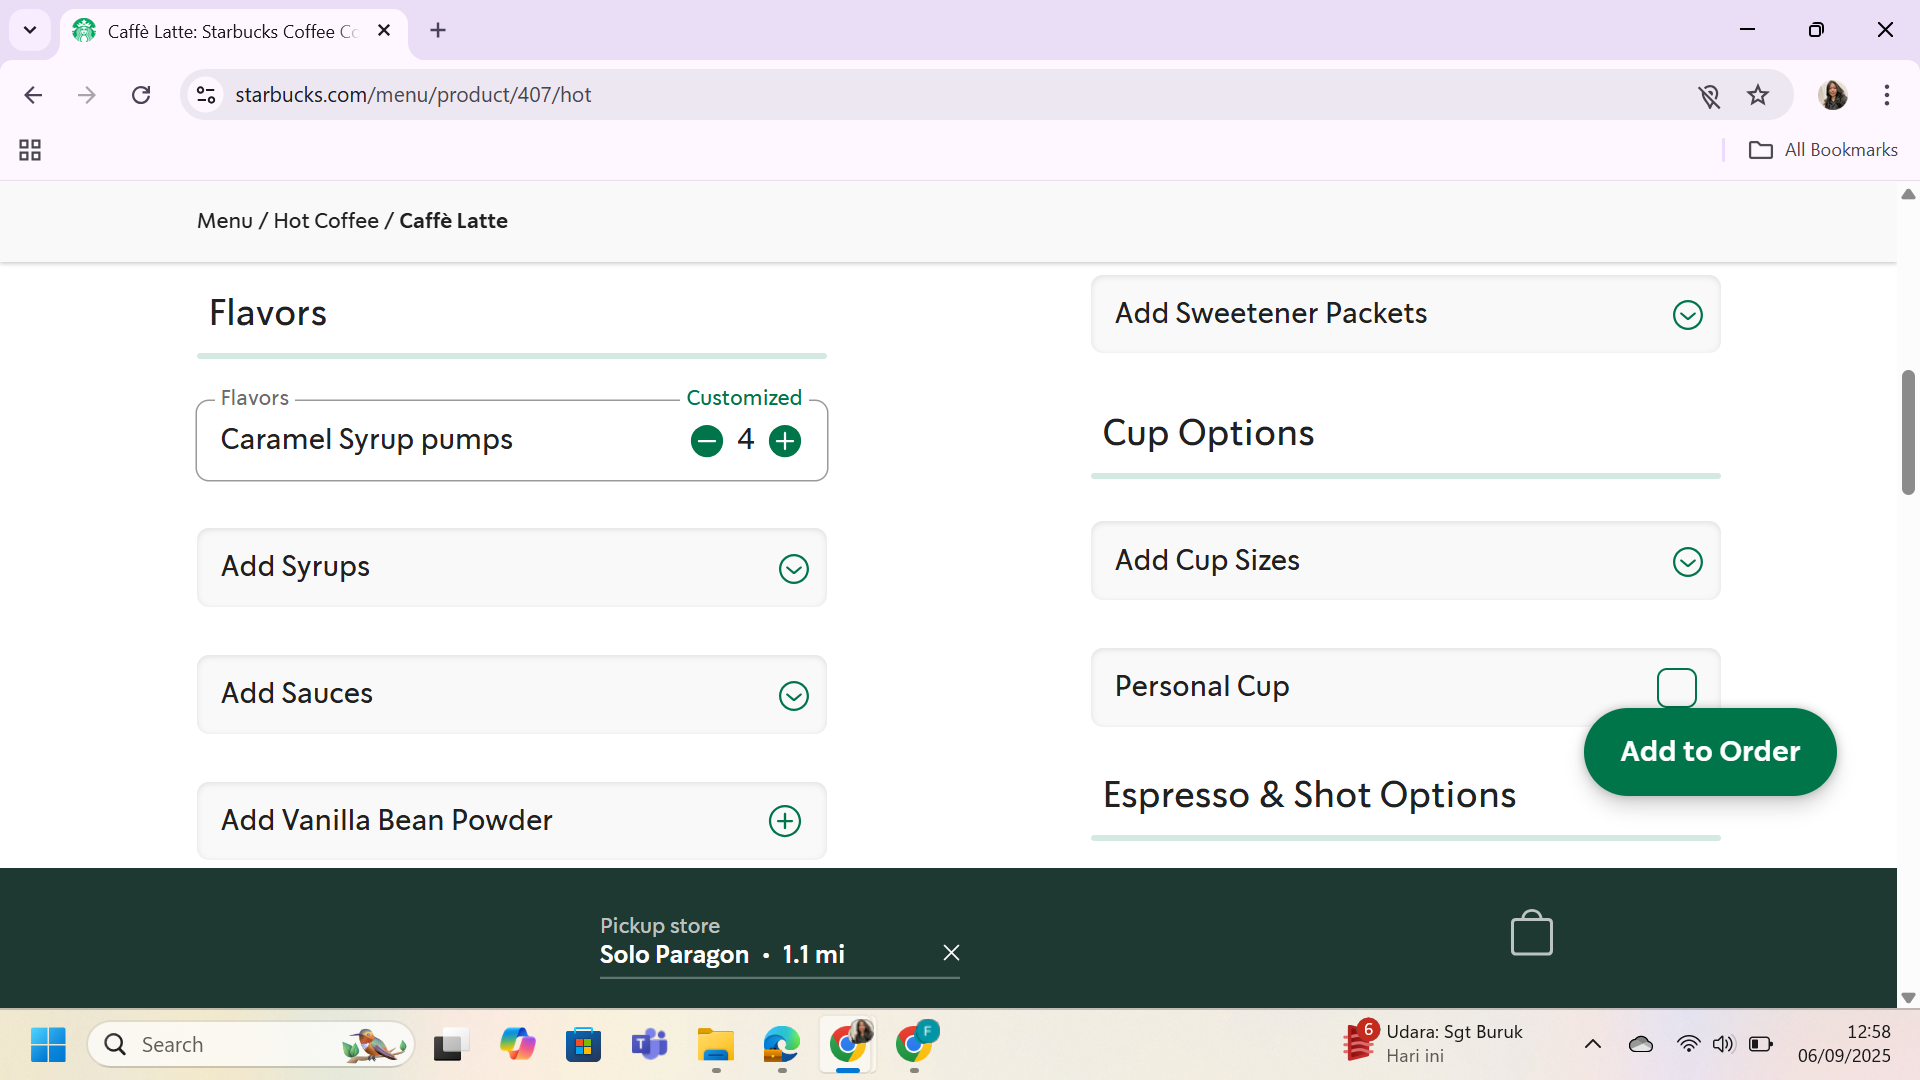 Caffè Latte: Starbucks Coffee Co
starbucks.com/menu/product/407/hot
All Bookmarks
Menu / Hot Coffee / Caffè Latte
Flavors
Flavors
Customized
Caramel Syrup pumps
4
Add Syrups
Add Sauces
Add Vanilla Bean Powder
Add Sweetener Packets
Cup Options
Add Cup Sizes
Personal Cup
Add to Order
Espresso & Shot Options
Pickup store
Solo Paragon • 1.1 mi
Search
T
F
6
Udara: Sgt Buruk
Hari ini
12:58
06/09/2025